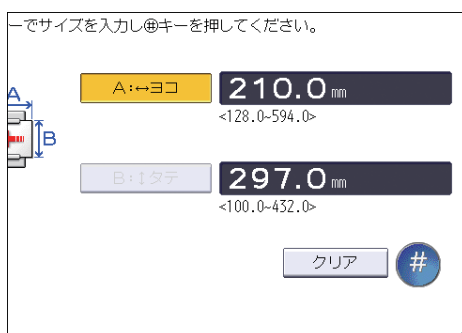 ーでサイズを入力し⊕キーを押してください。
A:↔ヨコ
210.0mm
<128.0~594.0>
A
B
B:↕タテ
297.0mm
<100.0~432.0>
クリア
#